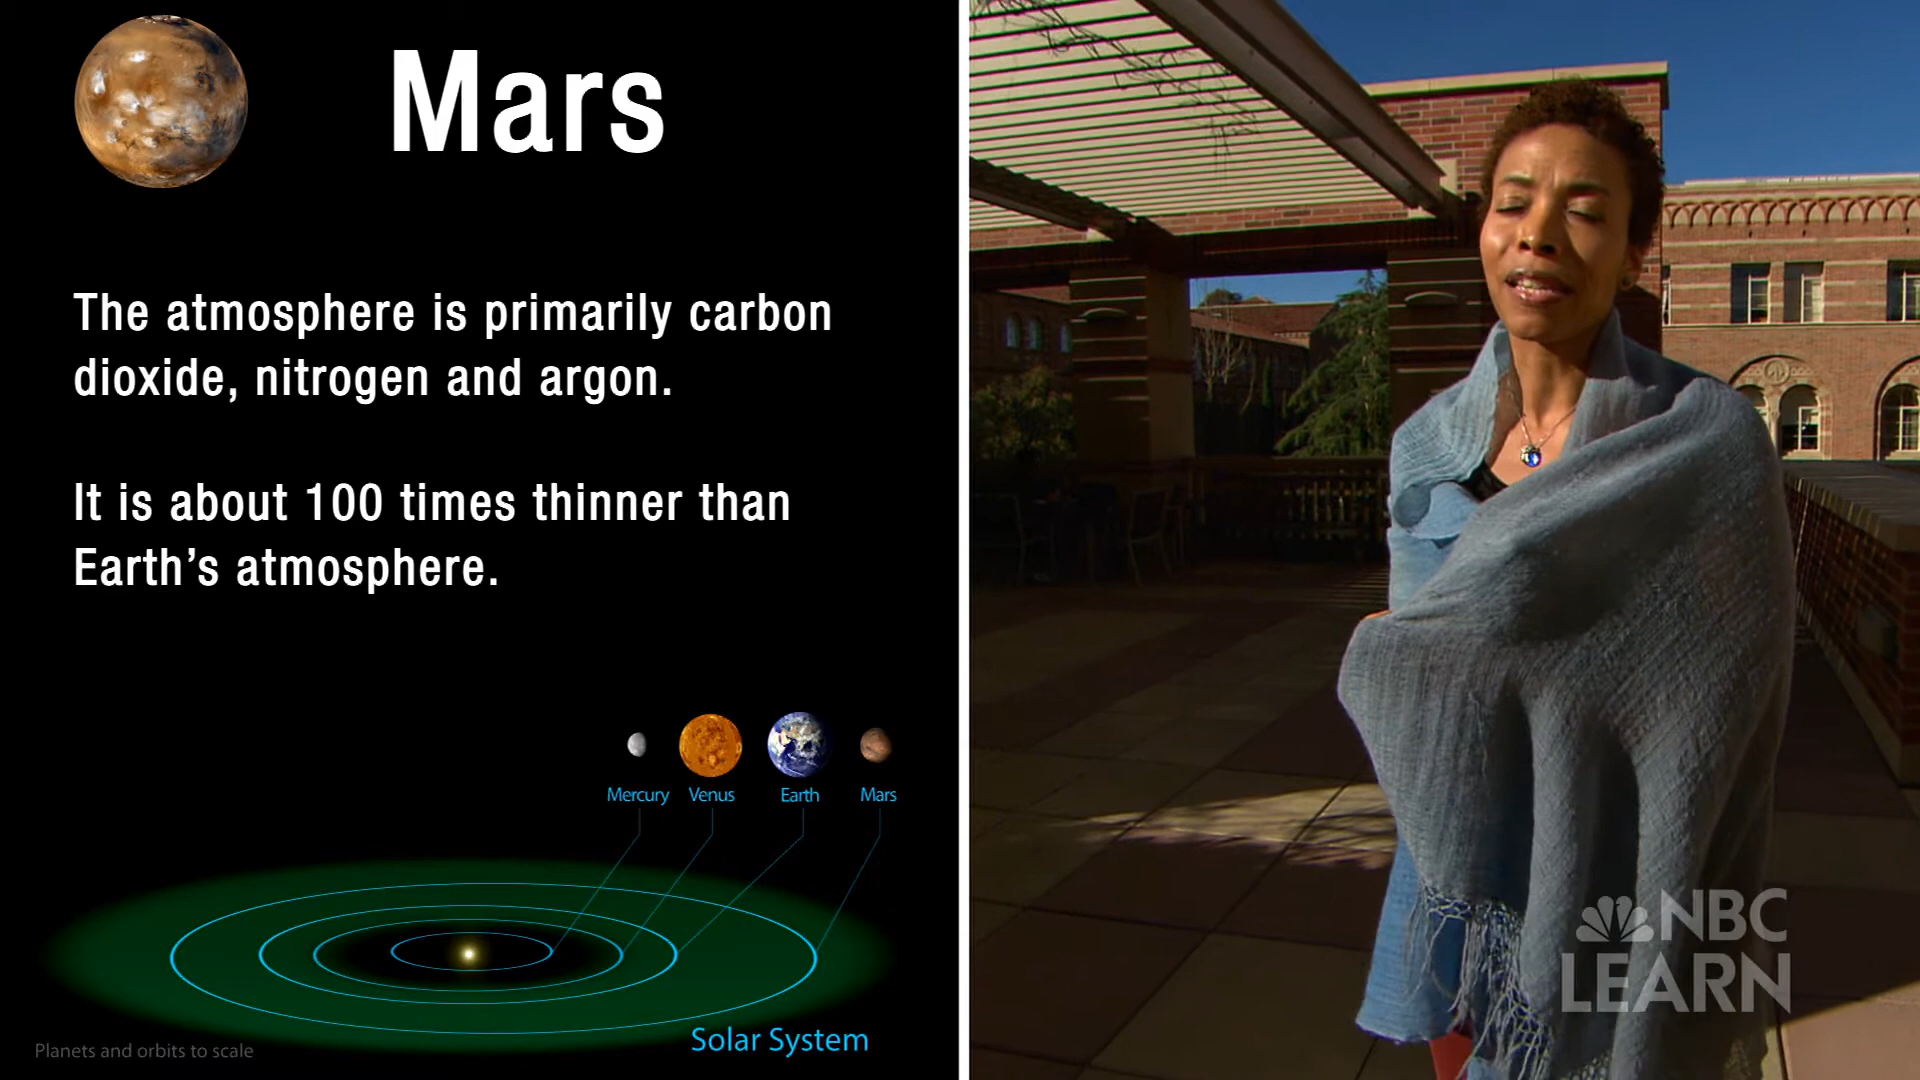 Mars
The atmosphere is primarily carbon
dioxide, nitrogen and argon.
It is about 100 times thinner than
Earth’s atmosphere.
Mercury Venus Earth Mars
Solar System
Planets and orbits to scale
NBC
LEARN